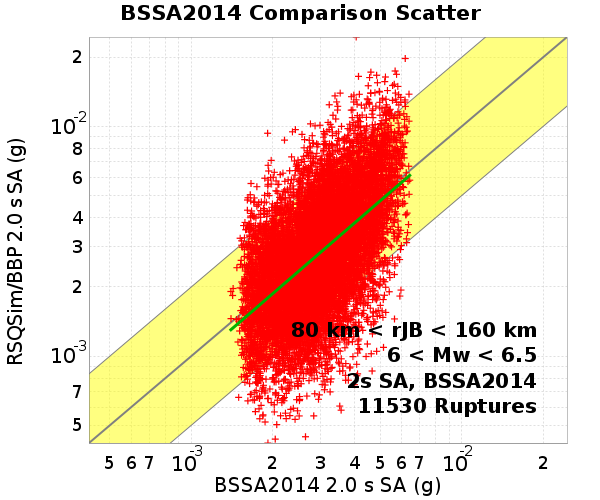 BSSA2014 Comparison Scatter
RSQSim/BBP 2.0 s SA (g)
2
10-2
8
6
4
3
2
10-3
7
5
80 km < rJB < 160 km
6 < Mw < 6.5
2s SA, BSSA2014
11530 Ruptures
5 6 7 10-3 2 3 4 5 6 7 10-2 2
BSSA2014 2.0 s SA (g)